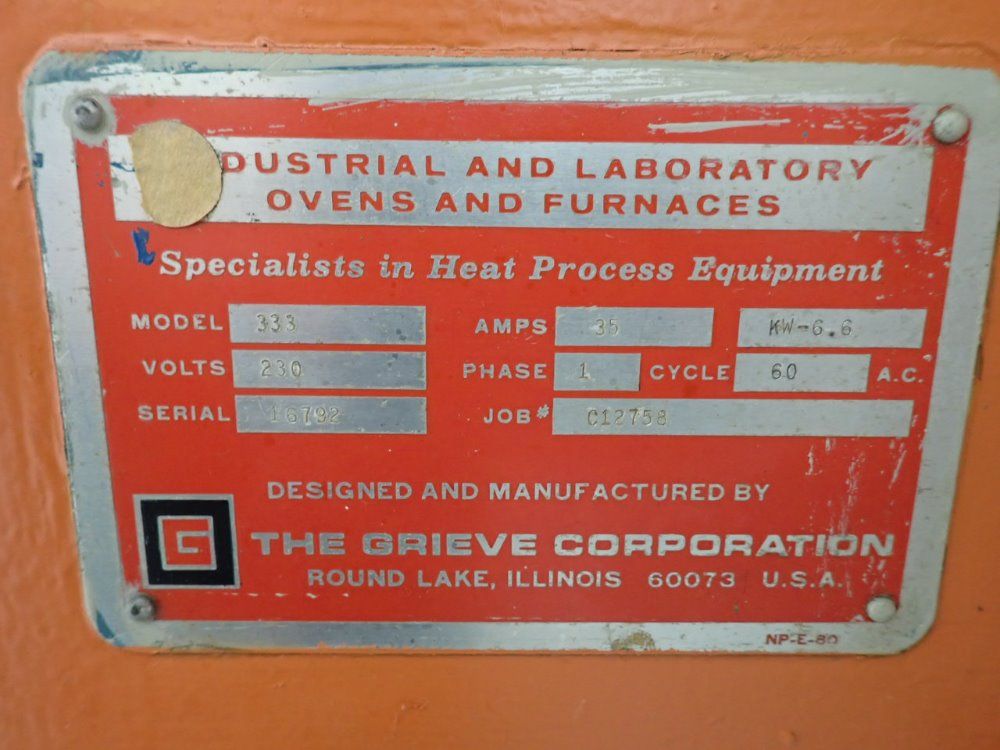 DUSTRIAL AND LABORATORY
OVENS AND FURNACES
Specialists in Heat Process Equipment
MODEL 333 AMPS 35 KW-6.6
VOLTS 230 PHASE 1 CYCLE 60 A.C.
SERIAL 16792 JOB# C12758
DESIGNED AND MANUFACTURED BY
G THE GRIEVE CORPORATION
ROUND LAKE, ILLINOIS 60073 U.S.A.
NP-E-80